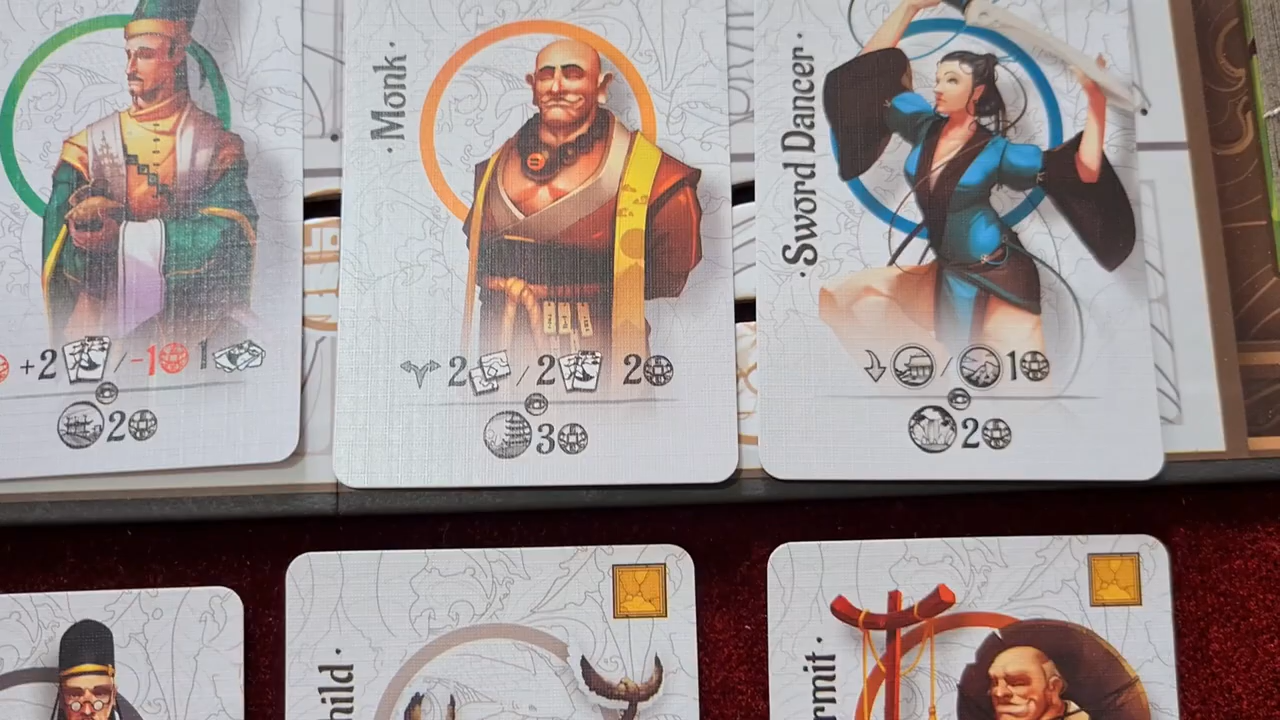 · Monk ·
· Sword Dancer ·
+2 / -1 1
2 / 2 2
/ 1
2
3
2
hild ·
rmit ·